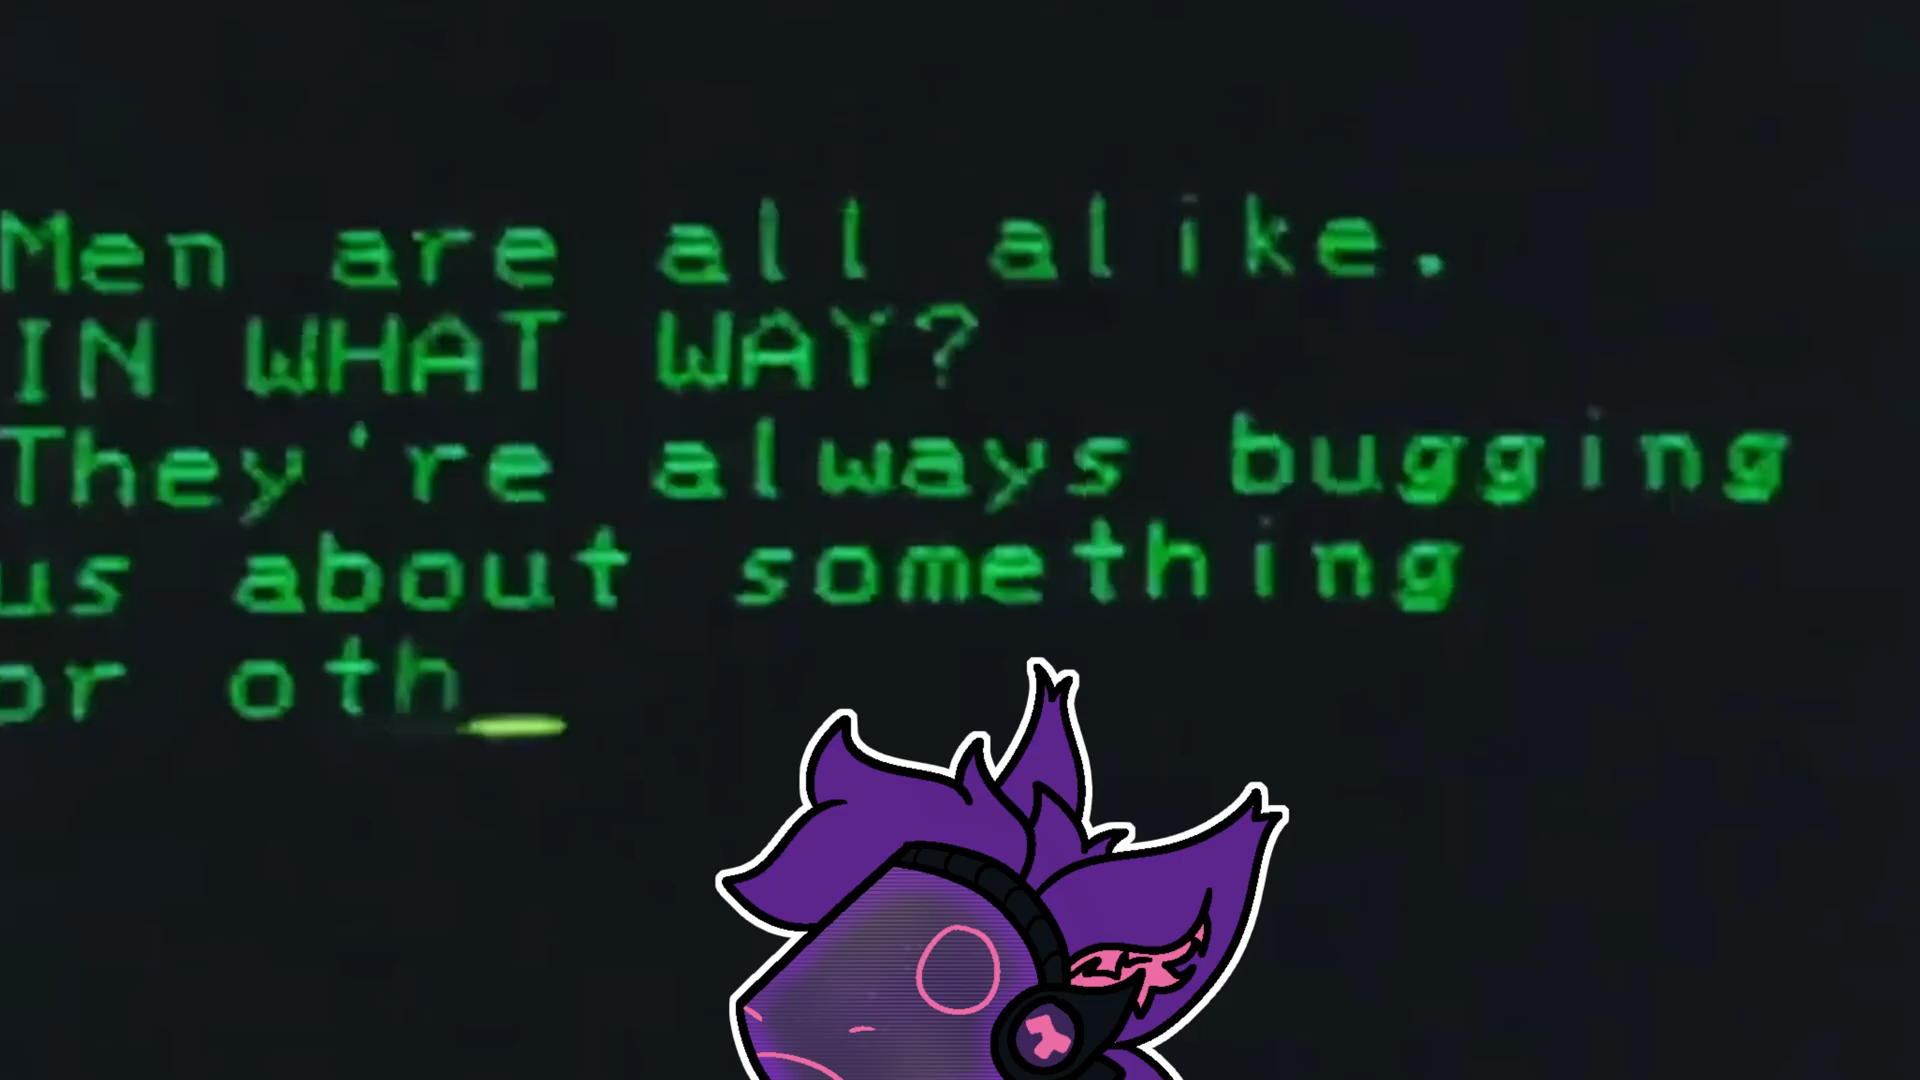 Men are all alike.
IN WHAT WAY?
They're always bugging
us about something
or oth_